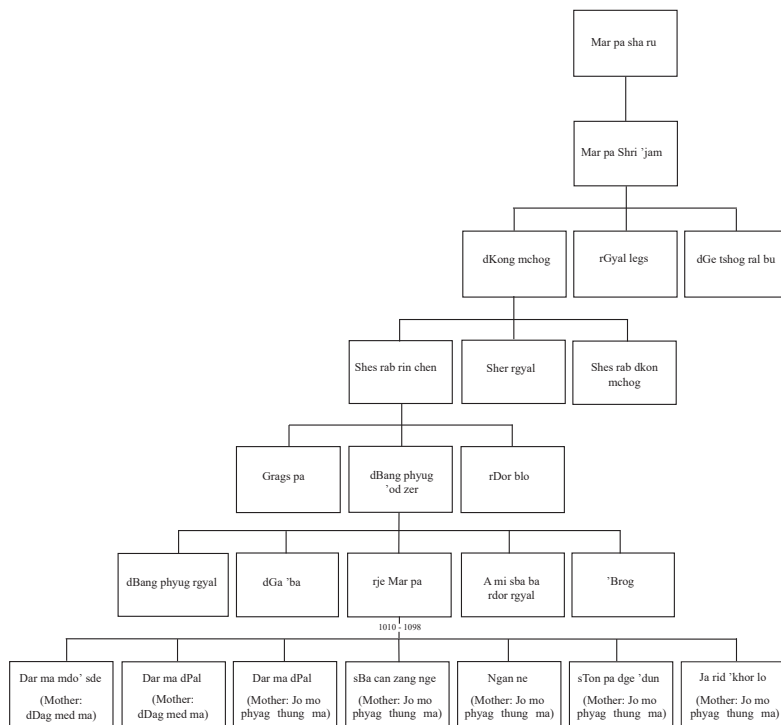 Mar pa sha ru
Mar pa Shri ’jam
dKong mchog
rGyal legs
dGe tshog ral bu
Shes rab rin chen
Sher rgyal
Shes rab dkon
mchog
Grags pa
dBang phyug
’od zer
rDor blo
dBang phyug rgyal
dGa ’ba
rje Mar pa
A mi sba ba
rdor rgyal
’Brog
1010 - 1098
Dar ma mdo’ sde
(Mother:
dDag med ma)
Dar ma dPal
(Mother:
dDag med ma)
Dar ma dPal
(Mother: Jo mo
phyag thung ma)
sBa can zang nge
(Mother: Jo mo
phyag thung ma)
Ngan ne
(Mother: Jo mo
phyag thung ma)
sTon pa dge ’dun
(Mother: Jo mo
phyag thung ma)
Ja rid ’khor lo
(Mother: Jo mo
phyag thung ma)